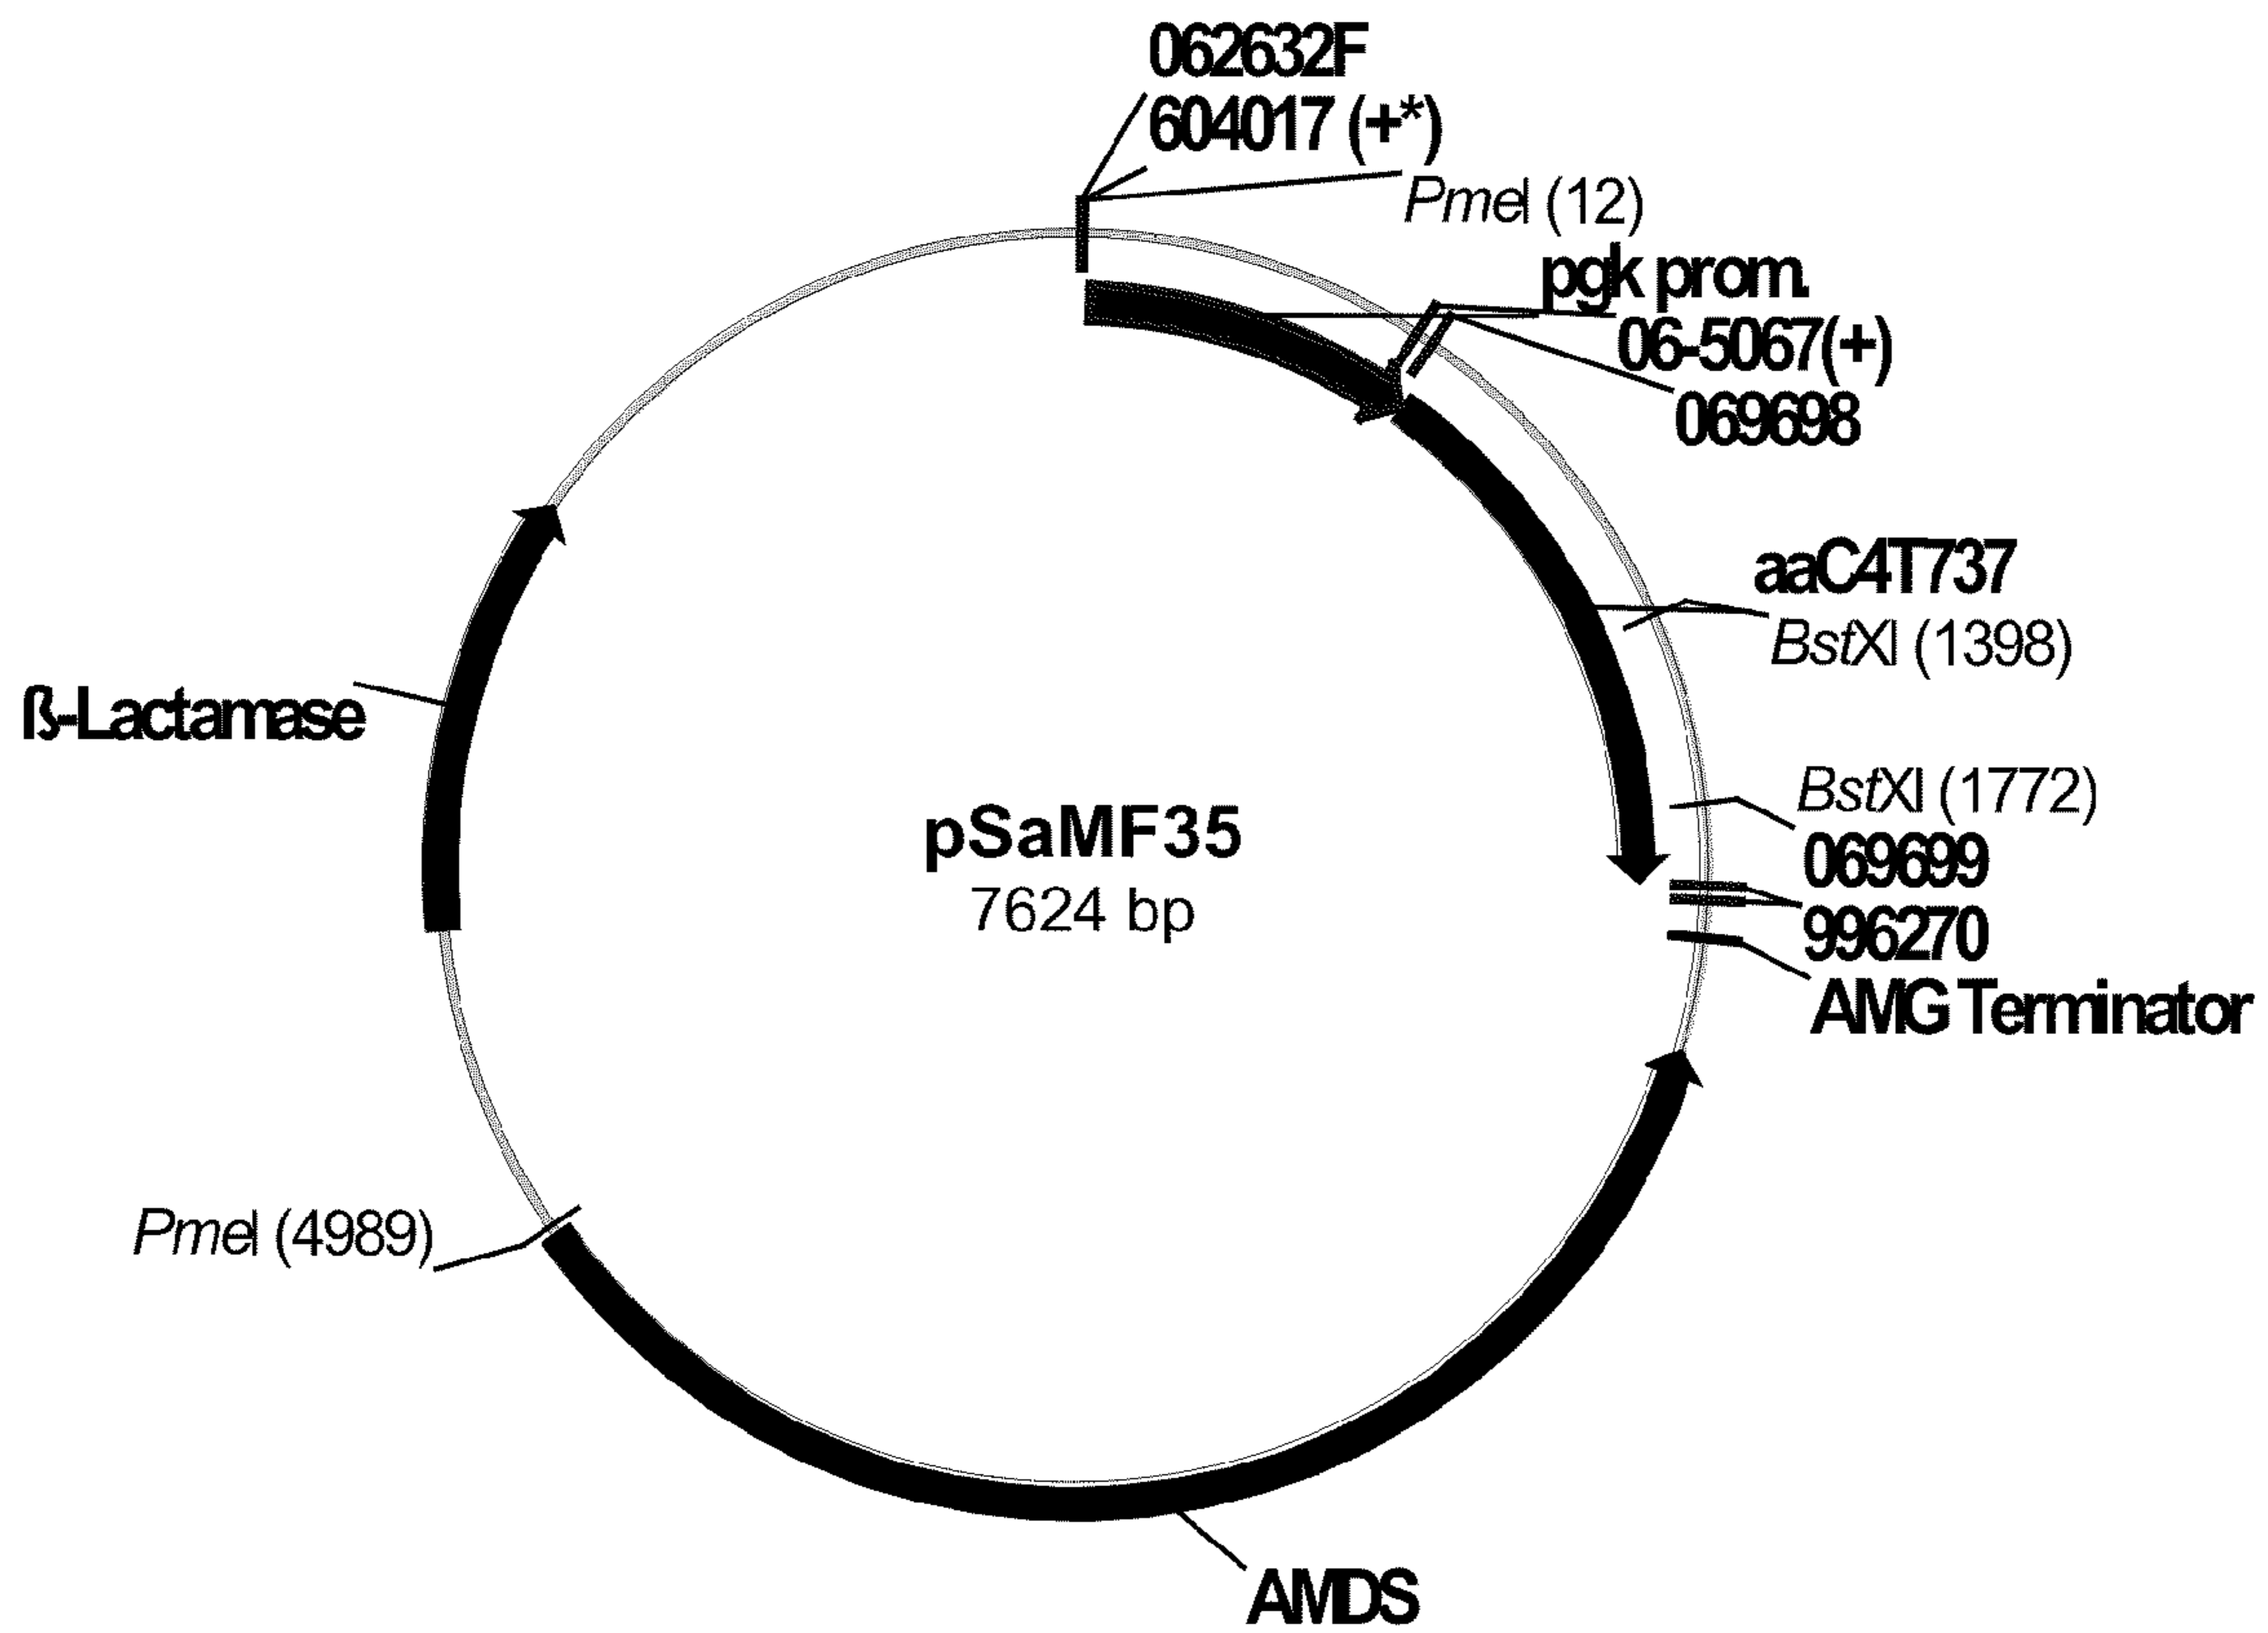 062632F
604017 (+*)
PmeI (12)
pgk prom.
06-5067(+)
069698
aaC4T737
BstXI (1398)
ß-Lactamase
BstXI (1772)
069699
996270
AMG Terminator
pSaMF35
7624 bp
PmeI (4989)
AMDS